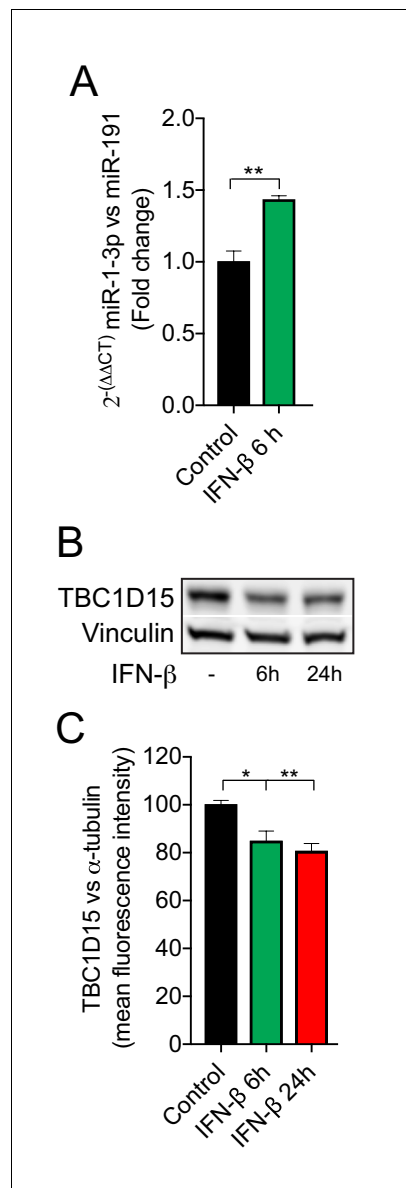 A
2-(ΔΔCT) miR-1-3p vs miR-191
(Fold change)
2.0
1.5
1.0
0.5
0.0
**
Control
IFN-β 6 h
B
TBC1D15
Vinculin
IFN-β - 6h 24h
C
TBC1D15 vs α-tubulin
(mean fluorescence intensity)
120
100
80
60
40
20
0
* **
Control
IFN-β 6h
IFN-β 24h